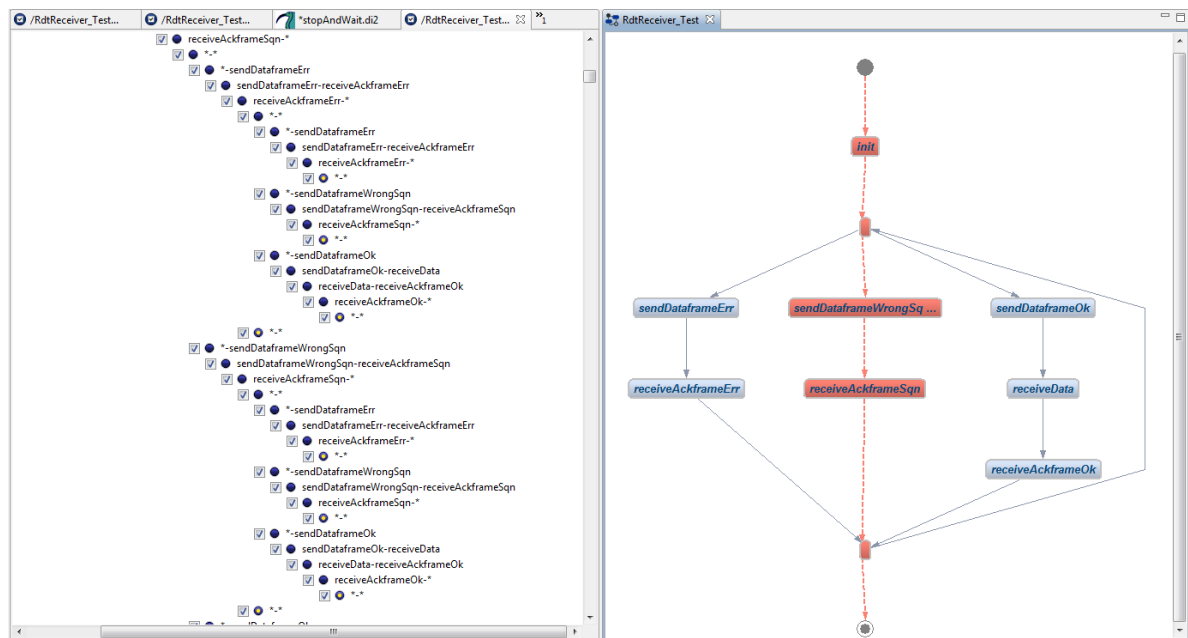 /RdtReceiver_Test...
/RdtReceiver_Test...
*stopAndWait.di2
/RdtReceiver_Test...
»1
receiveAckframeSqn-*
*-*
*-sendDataframeErr
sendDataframeErr-receiveAckframeErr
receiveAckframeErr-*
*-*
*-sendDataframeErr
sendDataframeErr-receiveAckframeErr
receiveAckframeErr-*
*-*
*-sendDataframeWrongSqn
sendDataframeWrongSqn-receiveAckframeSqn
receiveAckframeSqn-*
*-*
*-sendDataframeOk
sendDataframeOk-receiveData
receiveData-receiveAckframeOk
receiveAckframeOk-*
*-*
*-*
*-sendDataframeWrongSqn
sendDataframeWrongSqn-receiveAckframeSqn
receiveAckframeSqn-*
*-*
*-sendDataframeErr
sendDataframeErr-receiveAckframeErr
receiveAckframeErr-*
*-*
*-sendDataframeWrongSqn
sendDataframeWrongSqn-receiveAckframeSqn
receiveAckframeSqn-*
*-*
*-sendDataframeOk
sendDataframeOk-receiveData
receiveData-receiveAckframeOk
receiveAckframeOk-*
*-*
*-*
RdtReceiver_Test
init
sendDataframeErr
sendDataframeWrongSq ...
sendDataframeOk
receiveAckframeErr
receiveAckframeSqn
receiveData
receiveAckframeOk